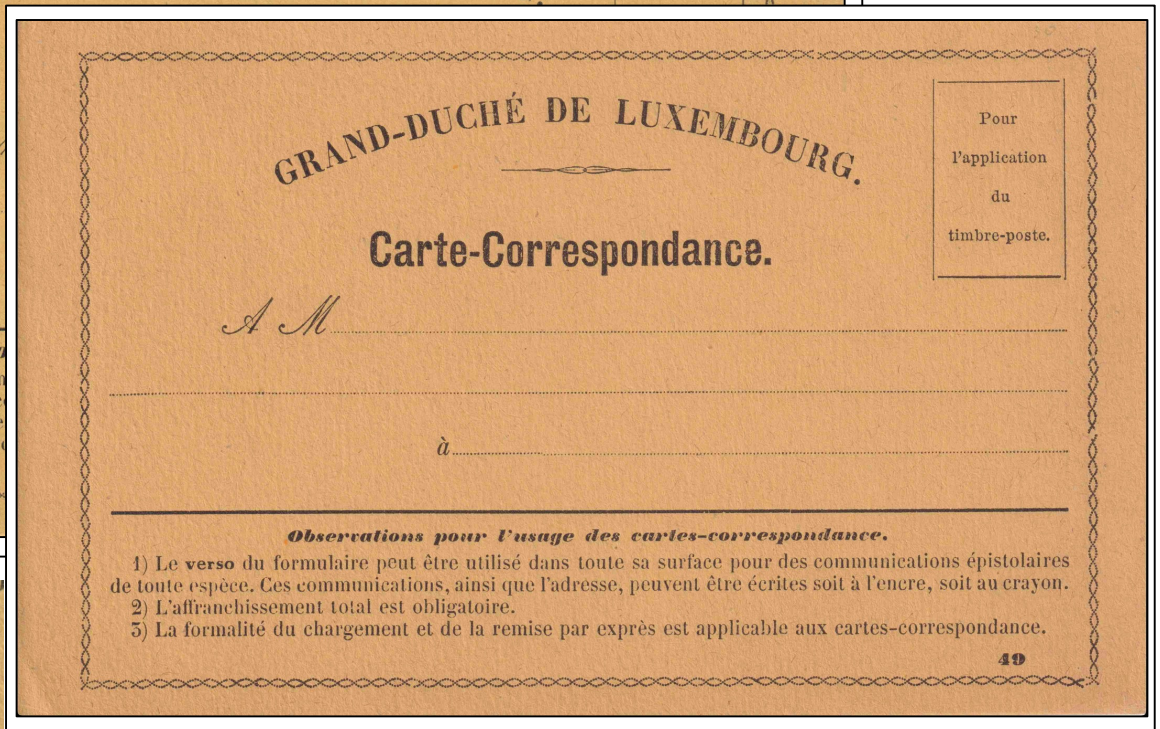 GRAND-DUCHÉ DE LUXEMBOURG.
Pour
l'application
du
timbre-poste.
Carte-Correspondance.
A M
à
Observations pour l'usage des cartes-correspondance.
1) Le verso du formulaire peut être utilisé dans toute sa surface pour des communications épistolaires
de toute espèce. Ces communications, ainsi que l'adresse, peuvent être écrites soit à l'encre, soit au crayon.
2) L'affranchissement total est obligatoire.
3) La formalité du chargement et de la remise par exprès est applicable aux cartes-correspondance.
49